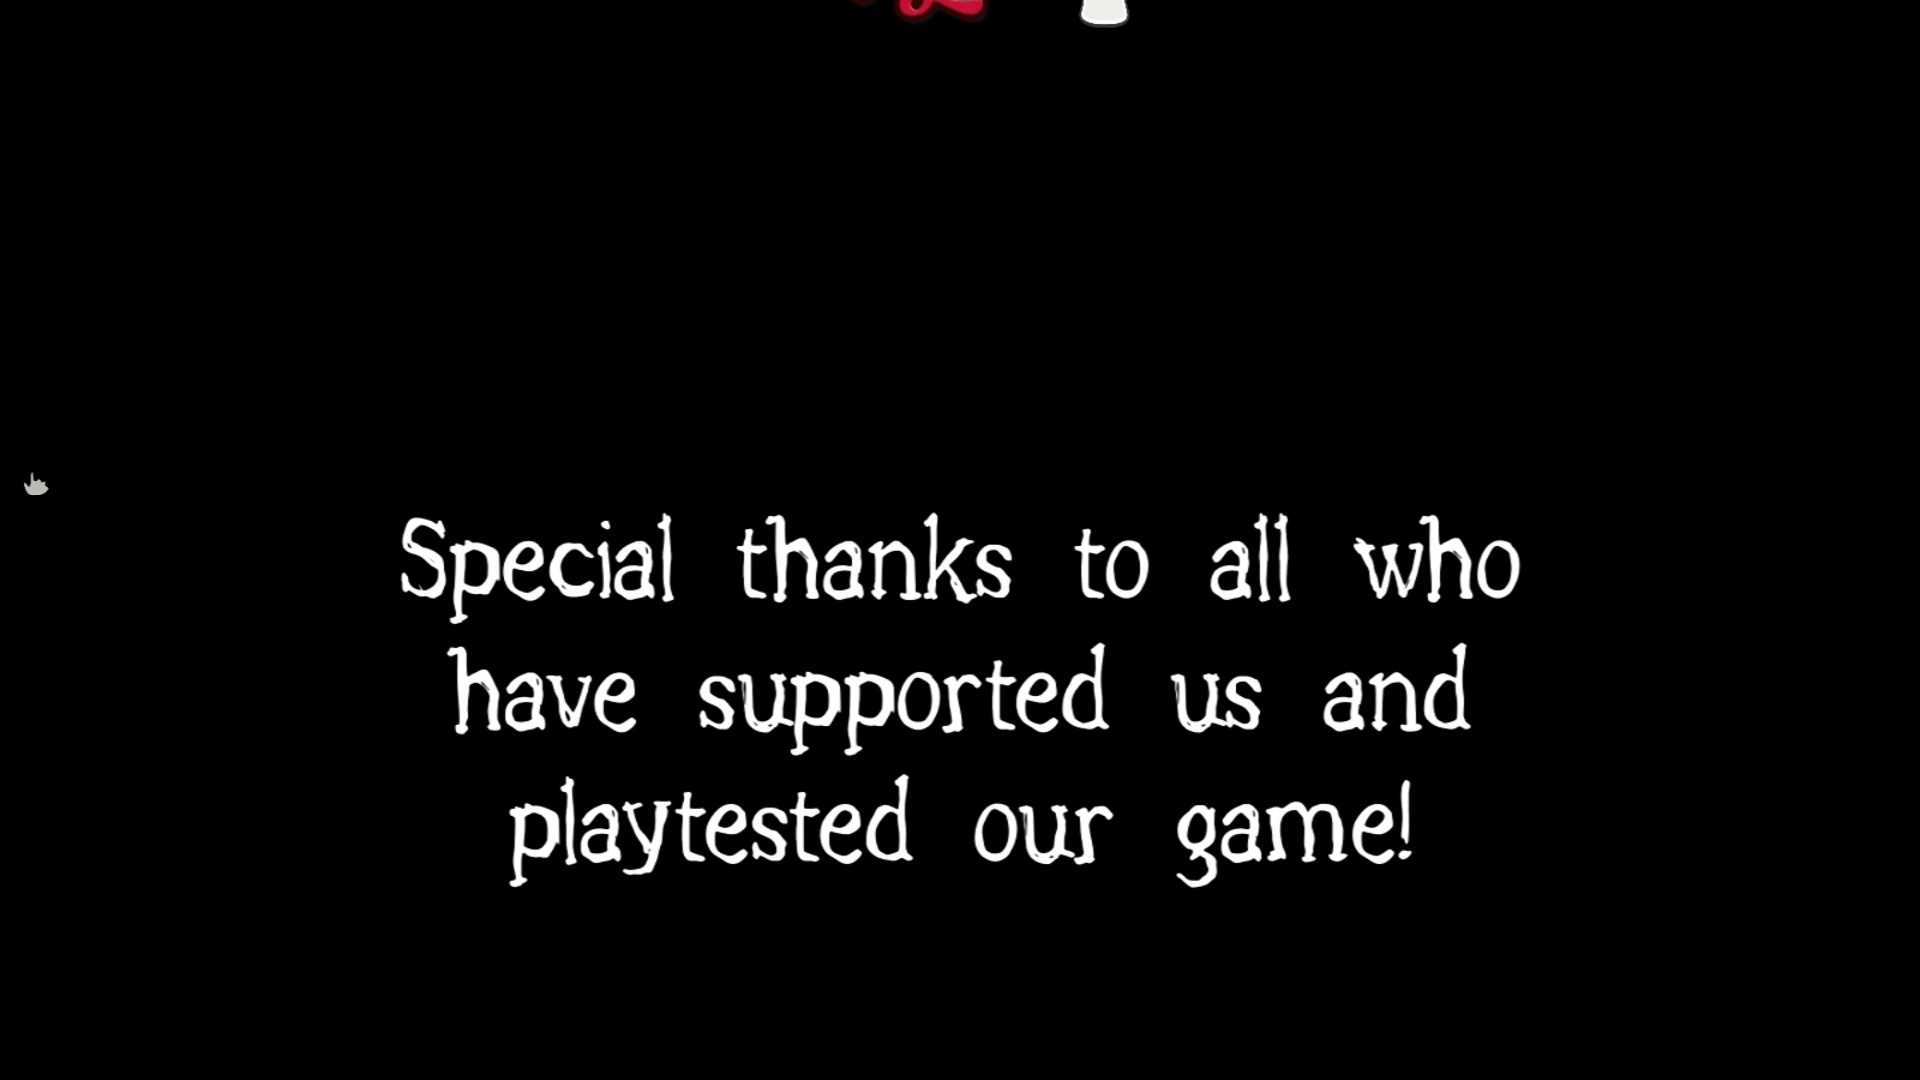 Special thanks to all who
have supported us and
playtested our game!